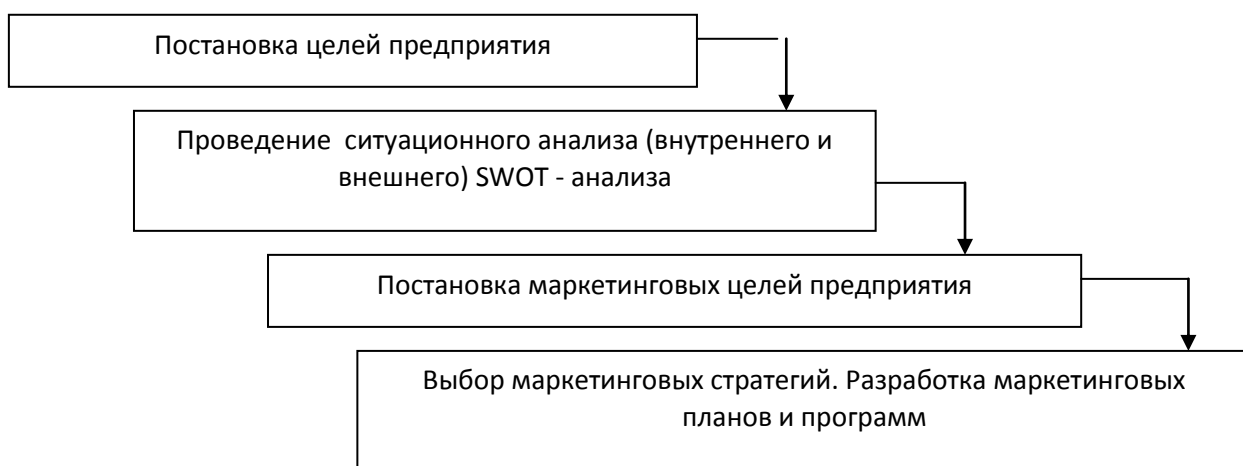 Постановка целей предприятия
Проведение ситуационного анализа (внутреннего и
внешнего) SWOT - анализа
Постановка маркетинговых целей предприятия
Выбор маркетинговых стратегий. Разработка маркетинговых
планов и программ